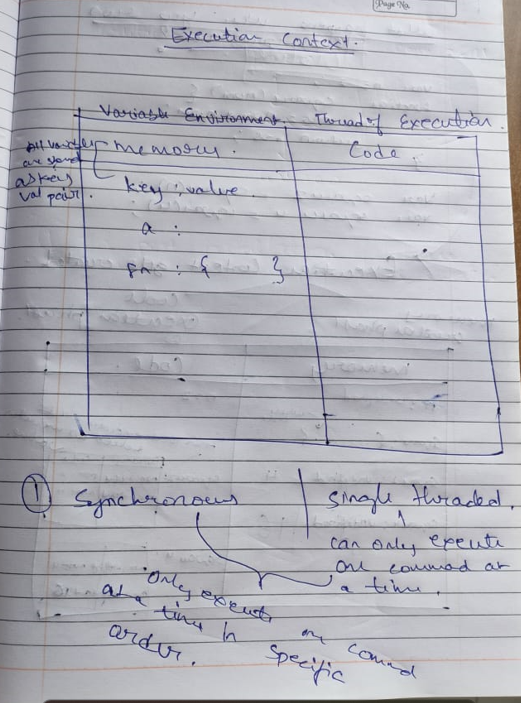 Page No.
Execution Context.
Variable Environment. Thread of Execution.
All variables
are stored
as key
val pair.
memory. Code.
key : value.
a :
fn : { }
1 Synchronous
Single thraded.
can only execute
one command at
a time.
Only execute one command
at a time in specific
order.